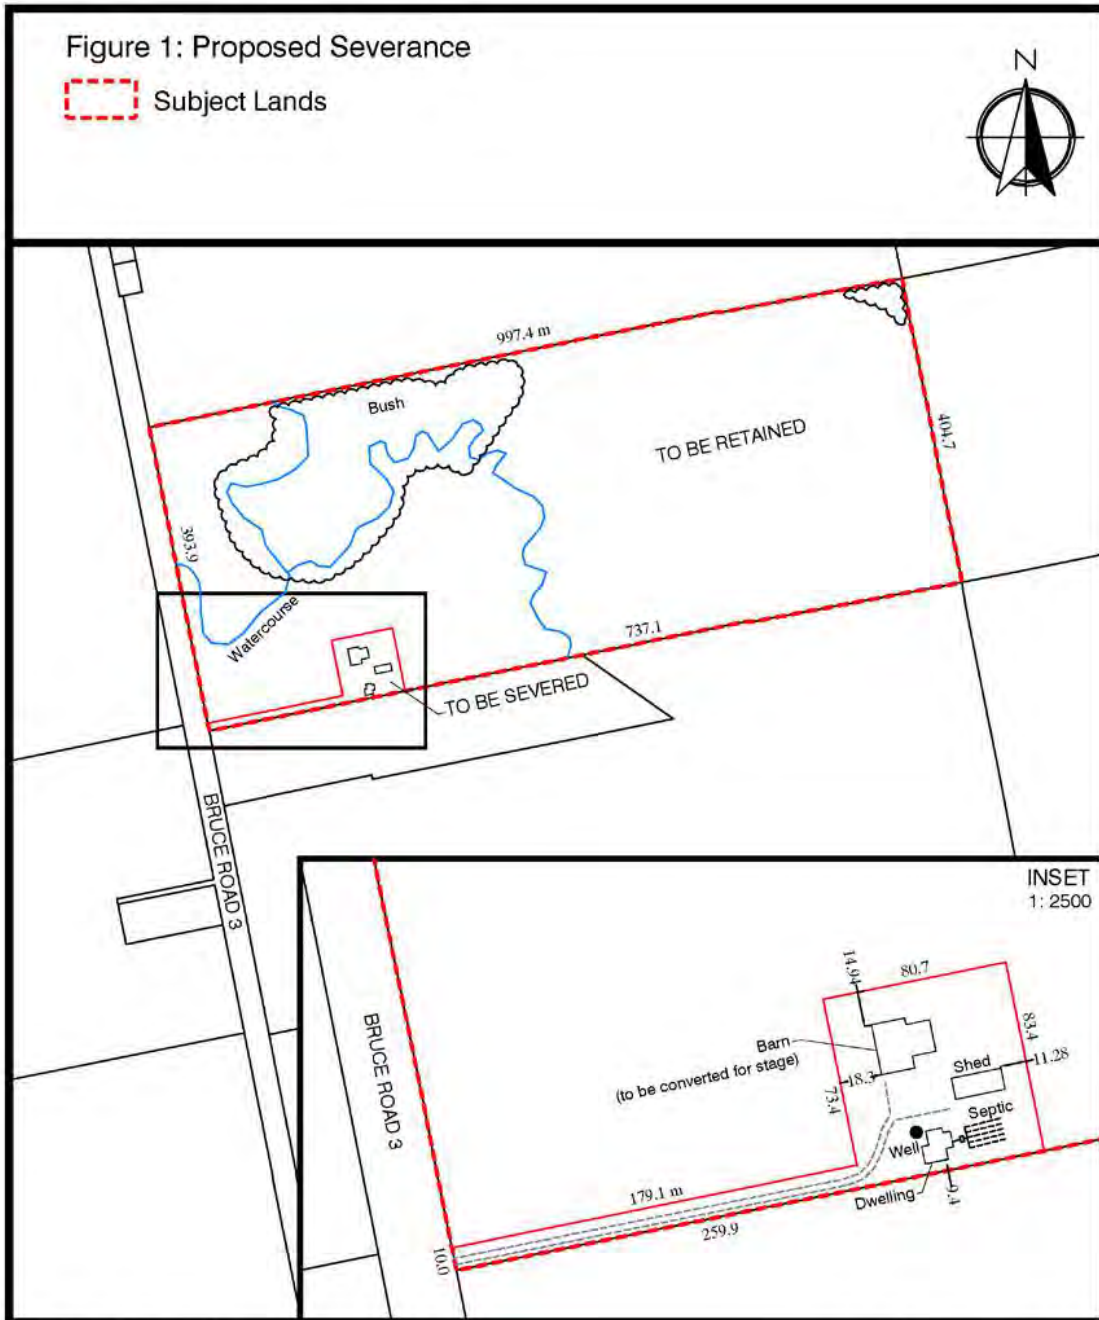 Figure 1: Proposed Severance
N
Subject Lands
997.4 m
Bush
TO BE RETAINED
404.7
393.9
Watercourse
737.1
TO BE SEVERED
BRUCE ROAD 3
INSET
1: 2500
14.94
80.7
83.4
Barn
(to be converted for stage)
18.3
73.4
Shed
11.28
Septic
Well
Dwelling
9.4
BRUCE ROAD 3
179.1 m
259.9
10.0